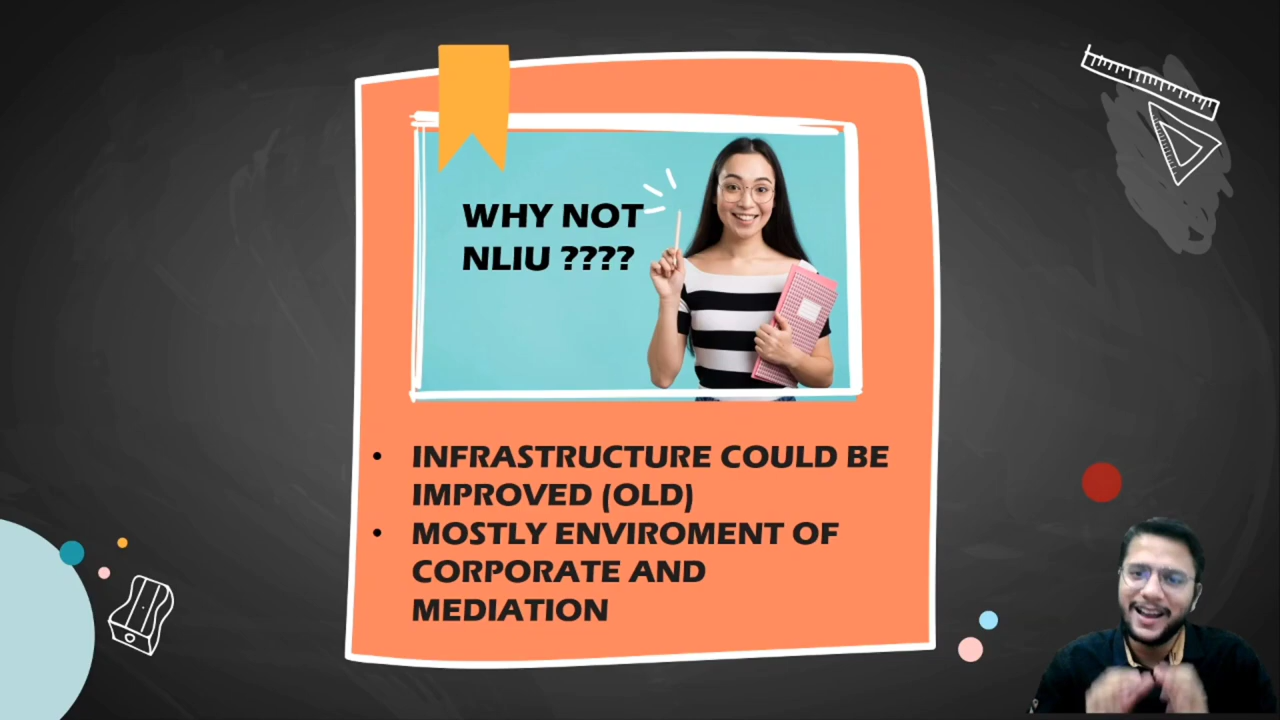 WHY NOT
NLIU ????
• INFRASTRUCTURE COULD BE
IMPROVED (OLD)
• MOSTLY ENVIROMENT OF
CORPORATE AND
MEDIATION